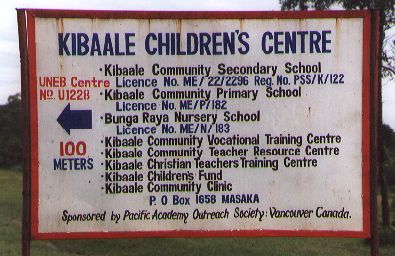 KIBAALE CHILDREN'S CENTRE
• Kibaale Community Secondary School
UNEB Centre Licence No. ME/22/2296 Reg. No. PSS/K/122
No. U1228 • Kibaale Community Primary School
Licence No. ME/P/182
• Bunga Raya Nursery School
Licence No. ME/N/183
100 • Kibaale Community Vocational Training Centre
• Kibaale Community Teacher Resource Centre
METERS • Kibaale Christian Teachers Training Centre
• Kibaale Children's Fund
• Kibaale Community Clinic
P. O Box 1658 MASAKA
Sponsored by Pacific Academy Outreach Society: Vancouver Canada.